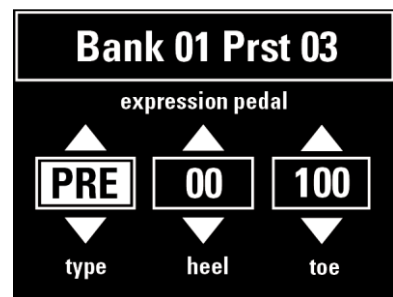 Bank 01 Prst 03
expression pedal
PRE 00 100
type heel toe